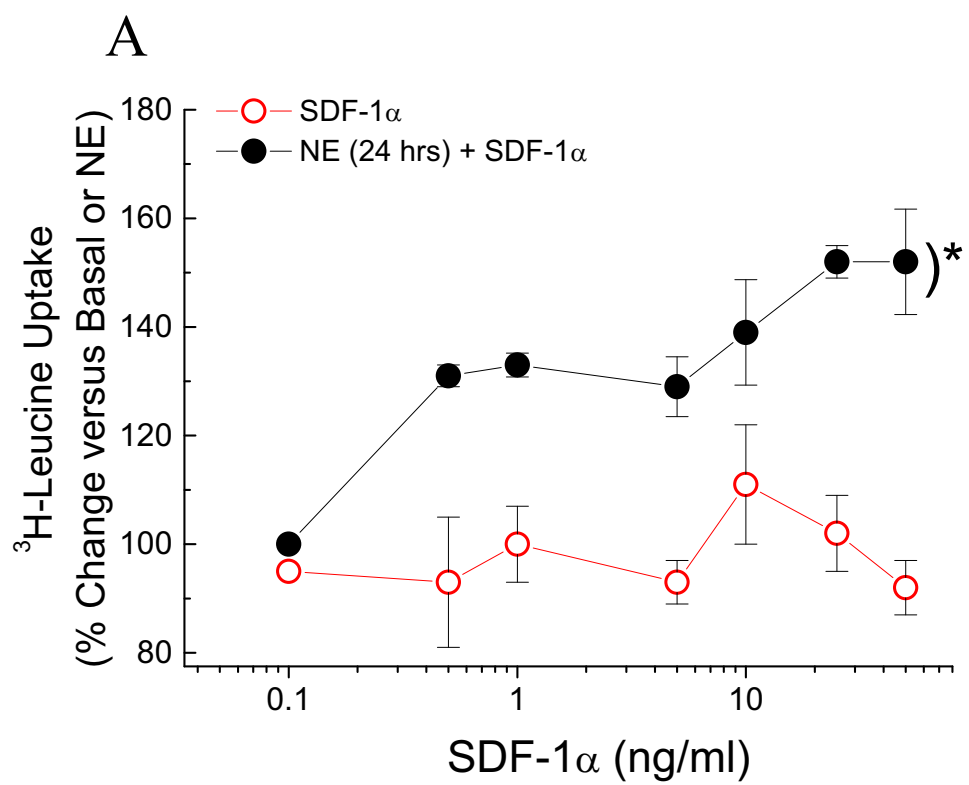 A
SDF-1α
NE (24 hrs) + SDF-1α
³H-Leucine Uptake
(% Change versus Basal or NE)
180
160
140
120
100
80
)*
0.1 1 10
SDF-1α (ng/ml)